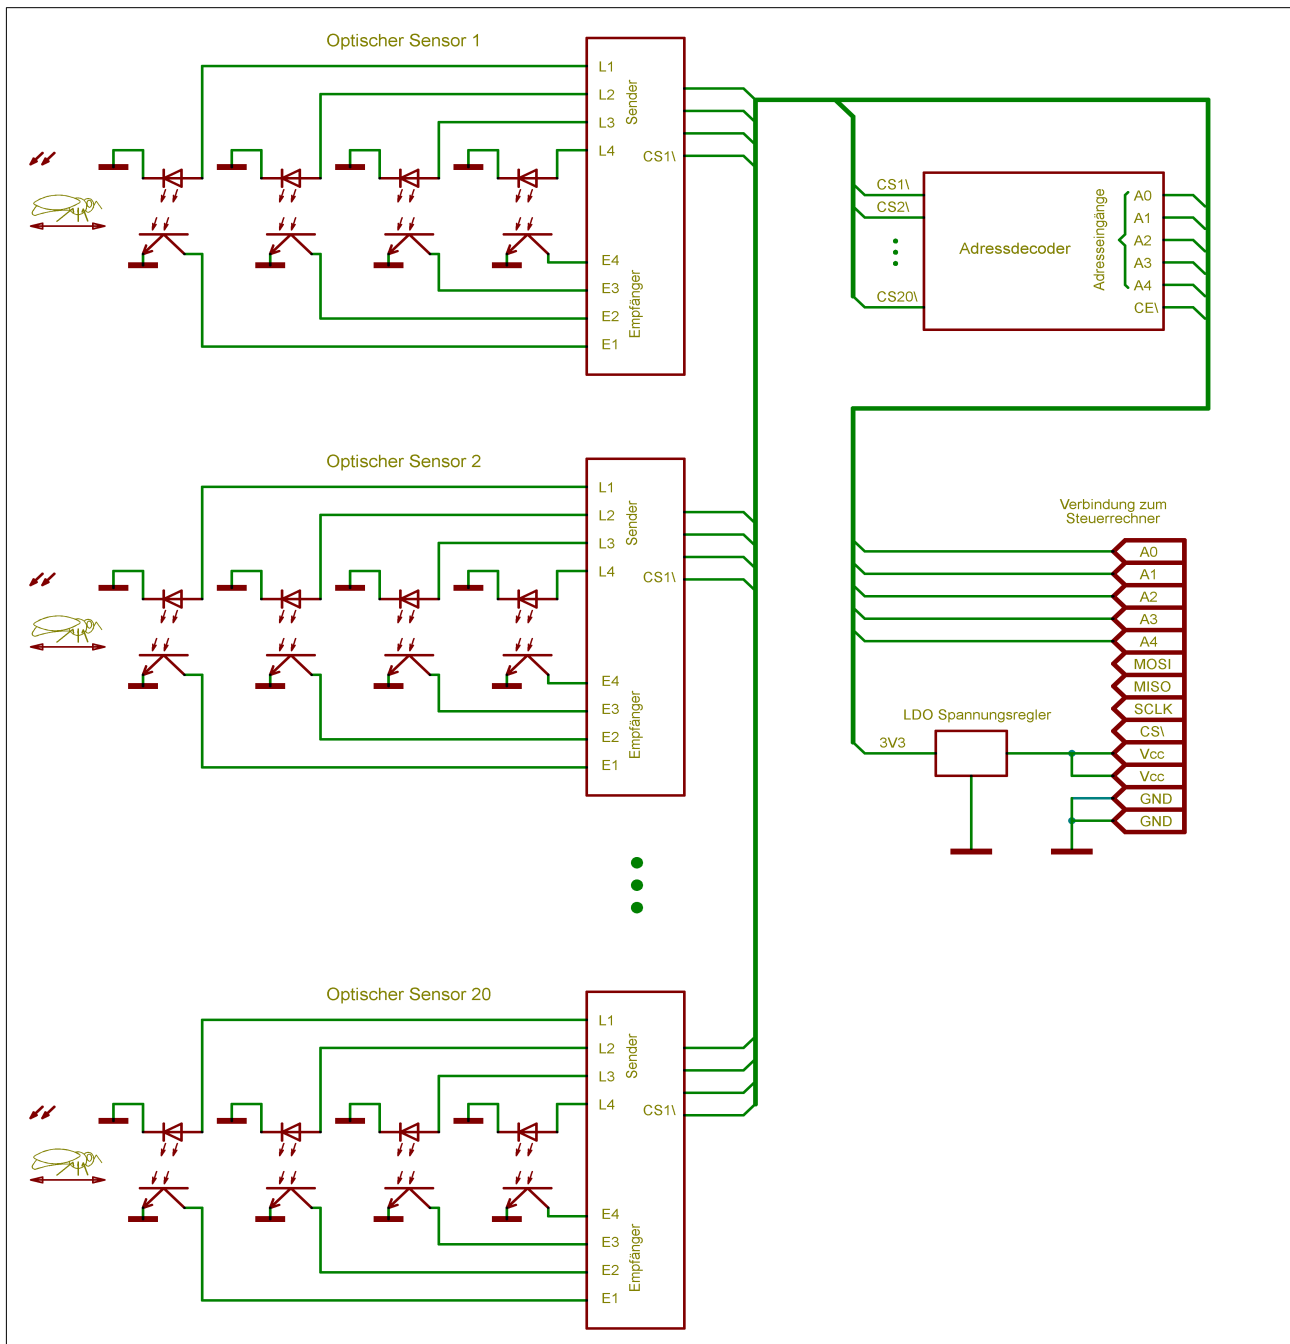 Optischer Sensor 1
L1
L2
L3
L4
Sender
CS1\
E4
E3
E2
E1
Empfänger
CS1\
CS2\
CS20\
Adressdecoder
Adresseingänge
A0
A1
A2
A3
A4
CE\
Optischer Sensor 2
L1
L2
L3
L4
Sender
CS1\
E4
E3
E2
E1
Empfänger
Verbindung zum
Steuerrechner
A0
A1
A2
A3
A4
MOSI
MISO
SCLK
CS\
Vcc
Vcc
GND
GND
LDO Spannungsregler
3V3
Optischer Sensor 20
L1
L2
L3
L4
Sender
CS1\
E4
E3
E2
E1
Empfänger